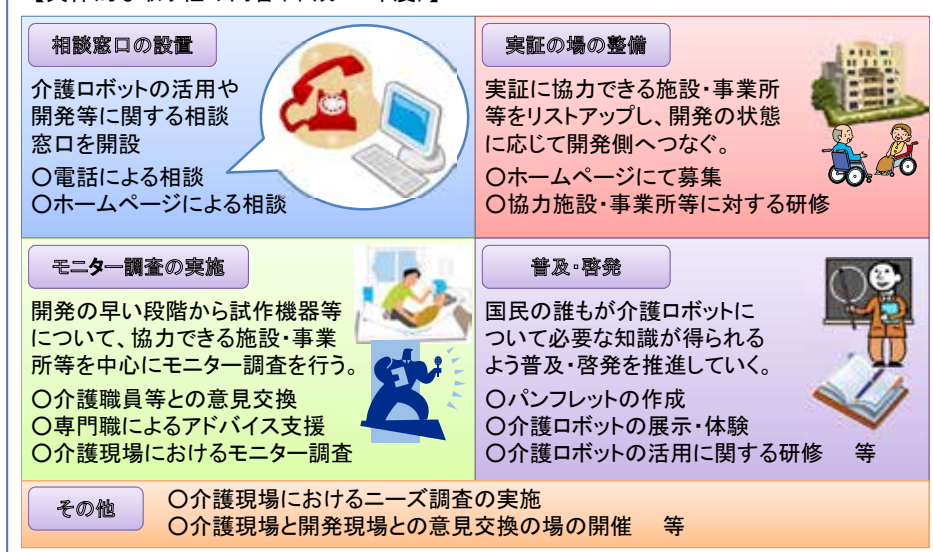 相談窓口の設置
介護ロボットの活用や
開発等に関する相談
窓口を開設
○電話による相談
○ホームページによる相談
実証の場の整備
実証に協力できる施設・事業所
等をリストアップし、開発の状態
に応じて開発側へつなぐ。
○ホームページにて募集
○協力施設・事業所等に対する研修
モニター調査の実施
開発の早い段階から試作機器等
について、協力できる施設・事業
所等を中心にモニター調査を行う。
○介護職員等との意見交換
○専門職によるアドバイス支援
○介護現場におけるモニター調査
普及・啓発
国民の誰もが介護ロボットに
ついて必要な知識が得られる
よう普及・啓発を推進していく。
○パンフレットの作成
○介護ロボットの展示・体験
○介護ロボットの活用に関する研修 等
その他
○介護現場におけるニーズ調査の実施
○介護現場と開発現場との意見交換の場の開催 等